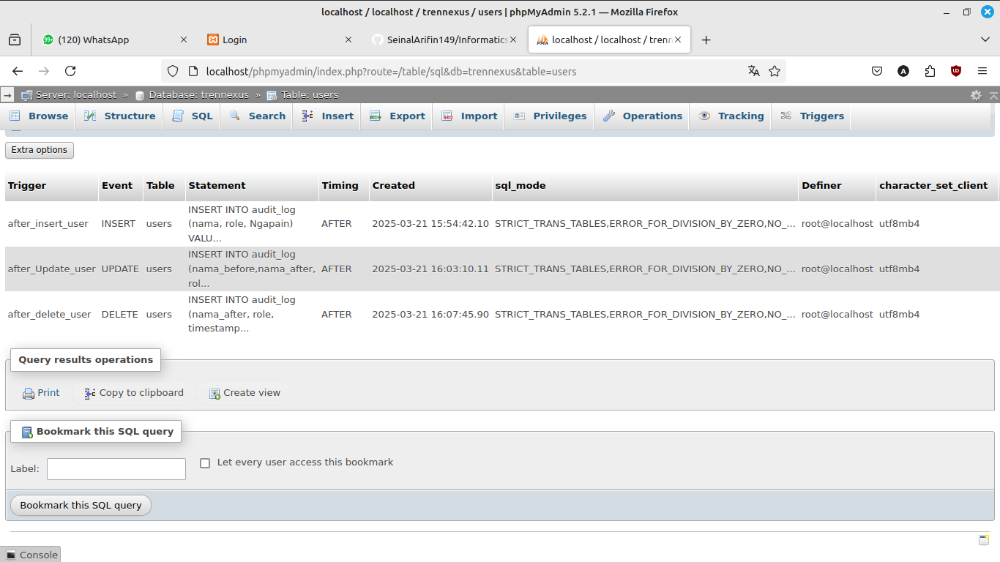 localhost / localhost / trennexus / users | phpMyAdmin 5.2.1 — Mozilla Firefox
99+ (120) WhatsApp
Login
SeinalArifin149/Informatics
localhost / localhost / trenn
localhost/phpmyadmin/index.php?route=/table/sql&db=trennexus&table=users
Server: localhost » Database: trennexus » Table: users
Browse Structure SQL Search Insert Export Import Privileges Operations Tracking Triggers
Extra options
Trigger Event Table Statement Timing Created sql_mode Definer character_set_client
after_insert_user INSERT users INSERT INTO audit_log
(nama, role, Ngapain)
VALU... AFTER 2025-03-21 15:54:42.10 STRICT_TRANS_TABLES,ERROR_FOR_DIVISION_BY_ZERO,NO_... root@localhost utf8mb4
after_Update_user UPDATE users INSERT INTO audit_log
(nama_before,nama_after,
rol... AFTER 2025-03-21 16:03:10.11 STRICT_TRANS_TABLES,ERROR_FOR_DIVISION_BY_ZERO,NO_... root@localhost utf8mb4
after_delete_user DELETE users INSERT INTO audit_log
(nama_after, role,
timestamp... AFTER 2025-03-21 16:07:45.90 STRICT_TRANS_TABLES,ERROR_FOR_DIVISION_BY_ZERO,NO_... root@localhost utf8mb4
Query results operations
Print Copy to clipboard Create view
Bookmark this SQL query
Label: Let every user access this bookmark
Bookmark this SQL query
Console